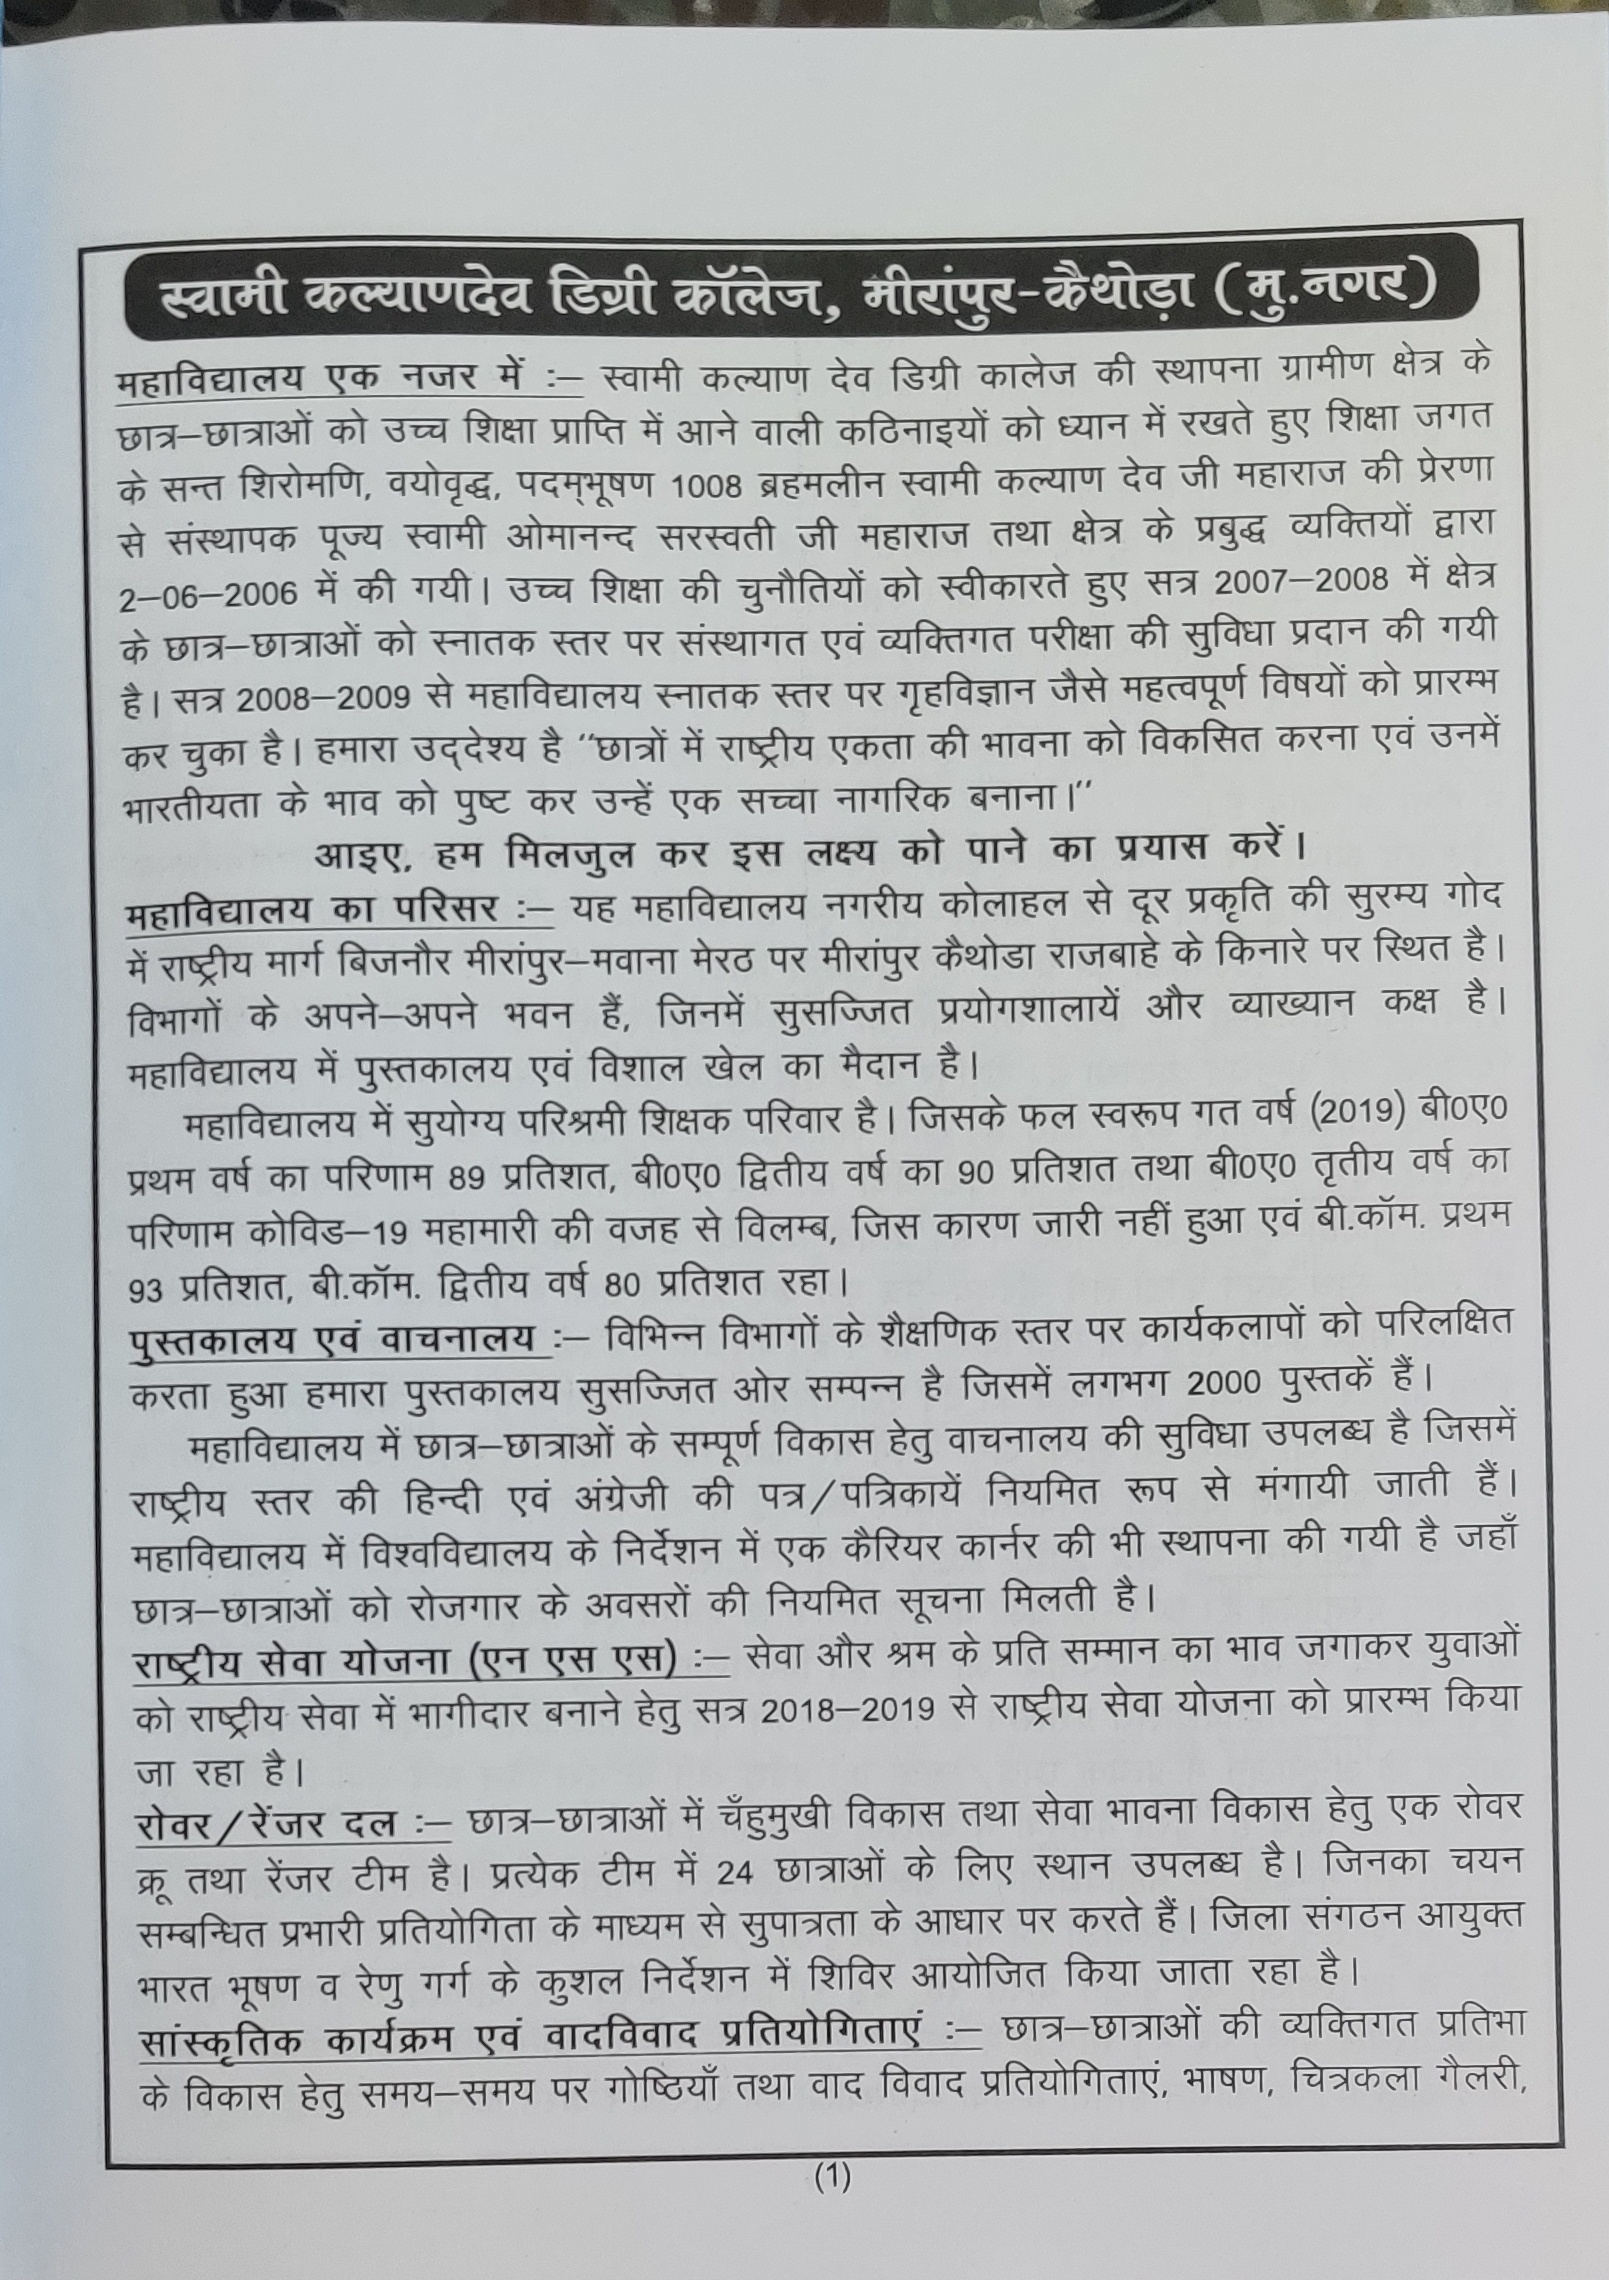 स्वामी कल्याणदेव डिग्री कॉलेज, मीरांपुर-कैथोड़ा (मु.नगर)
महाविद्यालय एक नजर में :– स्वामी कल्याण देव डिग्री कालेज की स्थापना ग्रामीण क्षेत्र के
छात्र–छात्राओं को उच्च शिक्षा प्राप्ति में आने वाली कठिनाइयों को ध्यान में रखते हुए शिक्षा जगत
के सन्त शिरोमणि, वयोवृद्ध, पदम्भूषण 1008 ब्रहमलीन स्वामी कल्याण देव जी महाराज की प्रेरणा
से संस्थापक पूज्य स्वामी ओमानन्द सरस्वती जी महाराज तथा क्षेत्र के प्रबुद्ध व्यक्तियों द्वारा
2–06–2006 में की गयी। उच्च शिक्षा की चुनौतियों को स्वीकारते हुए सत्र 2007–2008 में क्षेत्र
के छात्र–छात्राओं को स्नातक स्तर पर संस्थागत एवं व्यक्तिगत परीक्षा की सुविधा प्रदान की गयी
है। सत्र 2008–2009 से महाविद्यालय स्नातक स्तर पर गृहविज्ञान जैसे महत्वपूर्ण विषयों को प्रारम्भ
कर चुका है। हमारा उद्देश्य है "छात्रों में राष्ट्रीय एकता की भावना को विकसित करना एवं उनमें
भारतीयता के भाव को पुष्ट कर उन्हें एक सच्चा नागरिक बनाना।"
आइए, हम मिलजुल कर इस लक्ष्य को पाने का प्रयास करें।
महाविद्यालय का परिसर :– यह महाविद्यालय नगरीय कोलाहल से दूर प्रकृति की सुरम्य गोद
में राष्ट्रीय मार्ग बिजनौर मीरांपुर–मवाना मेरठ पर मीरांपुर कैथोडा राजबाहे के किनारे पर स्थित है।
विभागों के अपने–अपने भवन हैं, जिनमें सुसज्जित प्रयोगशालायें और व्याख्यान कक्ष है।
महाविद्यालय में पुस्तकालय एवं विशाल खेल का मैदान है।
महाविद्यालय में सुयोग्य परिश्रमी शिक्षक परिवार है। जिसके फल स्वरूप गत वर्ष (2019) बी0ए0
प्रथम वर्ष का परिणाम 89 प्रतिशत, बी0ए0 द्वितीय वर्ष का 90 प्रतिशत तथा बी0ए0 तृतीय वर्ष का
परिणाम कोविड–19 महामारी की वजह से विलम्ब, जिस कारण जारी नहीं हुआ एवं बी.कॉम. प्रथम
93 प्रतिशत, बी.कॉम. द्वितीय वर्ष 80 प्रतिशत रहा।
पुस्तकालय एवं वाचनालय :– विभिन्न विभागों के शैक्षणिक स्तर पर कार्यकलापों को परिलक्षित
करता हुआ हमारा पुस्तकालय सुसज्जित ओर सम्पन्न है जिसमें लगभग 2000 पुस्तकें हैं।
महाविद्यालय में छात्र–छात्राओं के सम्पूर्ण विकास हेतु वाचनालय की सुविधा उपलब्ध है जिसमें
राष्ट्रीय स्तर की हिन्दी एवं अंग्रेजी की पत्र/पत्रिकायें नियमित रूप से मंगायी जाती हैं।
महाविद्यालय में विश्वविद्यालय के निर्देशन में एक कैरियर कार्नर की भी स्थापना की गयी है जहाँ
छात्र–छात्राओं को रोजगार के अवसरों की नियमित सूचना मिलती है।
राष्ट्रीय सेवा योजना (एन एस एस) :– सेवा और श्रम के प्रति सम्मान का भाव जगाकर युवाओं
को राष्ट्रीय सेवा में भागीदार बनाने हेतु सत्र 2018–2019 से राष्ट्रीय सेवा योजना को प्रारम्भ किया
जा रहा है।
रोवर/रेंजर दल :– छात्र–छात्राओं में चँहुमुखी विकास तथा सेवा भावना विकास हेतु एक रोवर
क्रू तथा रेंजर टीम है। प्रत्येक टीम में 24 छात्राओं के लिए स्थान उपलब्ध है। जिनका चयन
सम्बन्धित प्रभारी प्रतियोगिता के माध्यम से सुपात्रता के आधार पर करते हैं। जिला संगठन आयुक्त
भारत भूषण व रेणु गर्ग के कुशल निर्देशन में शिविर आयोजित किया जाता रहा है।
सांस्कृतिक कार्यक्रम एवं वादविवाद प्रतियोगिताएं :– छात्र–छात्राओं की व्यक्तिगत प्रतिभा
के विकास हेतु समय–समय पर गोष्ठियाँ तथा वाद विवाद प्रतियोगिताएं, भाषण, चित्रकला गैलरी,
(1)